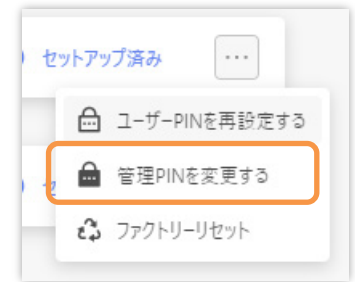 セットアップ済み
ユーザーPINを再設定する
管理PINを変更する
セ
ファクトリーリセット